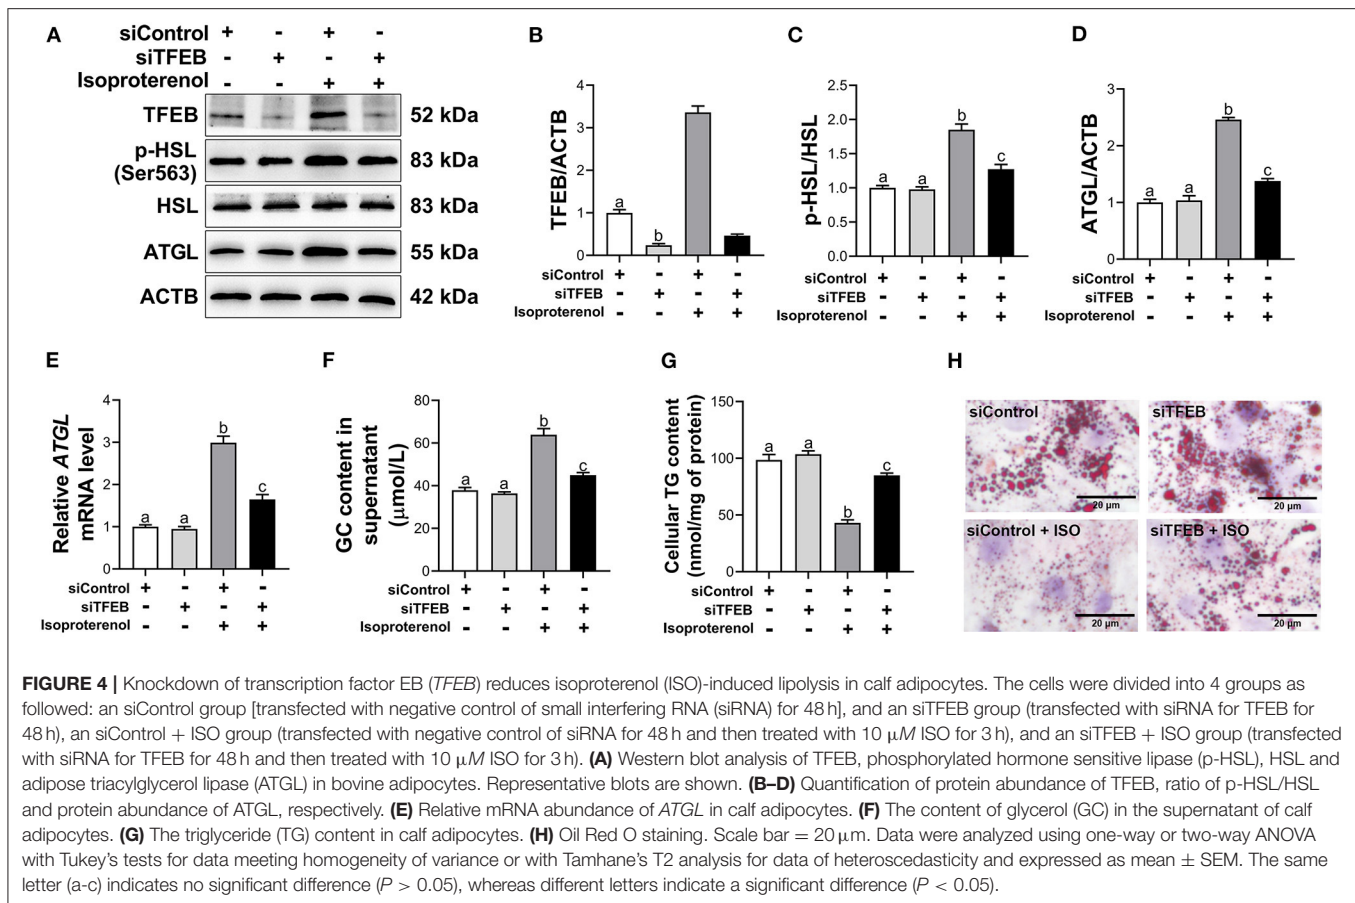 A
siControl + - + -
siTFEB - + - +
Isoproterenol - - + +
TFEB 52 kDa
p-HSL
(Ser563) 83 kDa
HSL 83 kDa
ATGL 55 kDa
ACTB 42 kDa
B
TFEB/ACTB
4
3
2
1
0
a
b
siControl + - + -
siTFEB - + - +
Isoproterenol - - + +
C
p-HSL/HSL
2.5
2.0
1.5
1.0
0.5
0.0
a
a
b
c
siControl + - + -
siTFEB - + - +
Isoproterenol - - + +
D
ATGL/ACTB
3
2
1
0
a
a
b
c
siControl + - + -
siTFEB - + - +
Isoproterenol - - + +
E
Relative ATGL
mRNA level
4
3
2
1
0
a
a
b
c
siControl + - + -
siTFEB - + - +
Isoproterenol - - + +
F
GC content in
supernatant
(μmol/L)
80
60
40
20
0
a
a
b
c
siControl + - + -
siTFEB - + - +
Isoproterenol - - + +
G
Cellular TG content
(nmol/mg of protein)
150
100
50
0
a
a
b
c
siControl + - + -
siTFEB - + - +
Isoproterenol - - + +
H
siControl
20 μm
siTFEB
20 μm
siControl + ISO
20 μm
siTFEB + ISO
20 μm
FIGURE 4 | Knockdown of transcription factor EB (TFEB) reduces isoproterenol (ISO)-induced lipolysis in calf adipocytes. The cells were divided into 4 groups as
followed: an siControl group [transfected with negative control of small interfering RNA (siRNA) for 48 h], and an siTFEB group (transfected with siRNA for TFEB for
48 h), an siControl + ISO group (transfected with negative control of siRNA for 48 h and then treated with 10 μM ISO for 3 h), and an siTFEB + ISO group (transfected
with siRNA for TFEB for 48 h and then treated with 10 μM ISO for 3 h). (A) Western blot analysis of TFEB, phosphorylated hormone sensitive lipase (p-HSL), HSL and
adipose triacylglycerol lipase (ATGL) in bovine adipocytes. Representative blots are shown. (B–D) Quantification of protein abundance of TFEB, ratio of p-HSL/HSL
and protein abundance of ATGL, respectively. (E) Relative mRNA abundance of ATGL in calf adipocytes. (F) The content of glycerol (GC) in the supernatant of calf
adipocytes. (G) The triglyceride (TG) content in calf adipocytes. (H) Oil Red O staining. Scale bar = 20 μm. Data were analyzed using one-way or two-way ANOVA
with Tukey's tests for data meeting homogeneity of variance or with Tamhane's T2 analysis for data of heteroscedasticity and expressed as mean ± SEM. The same
letter (a-c) indicates no significant difference (P > 0.05), whereas different letters indicate a significant difference (P < 0.05).